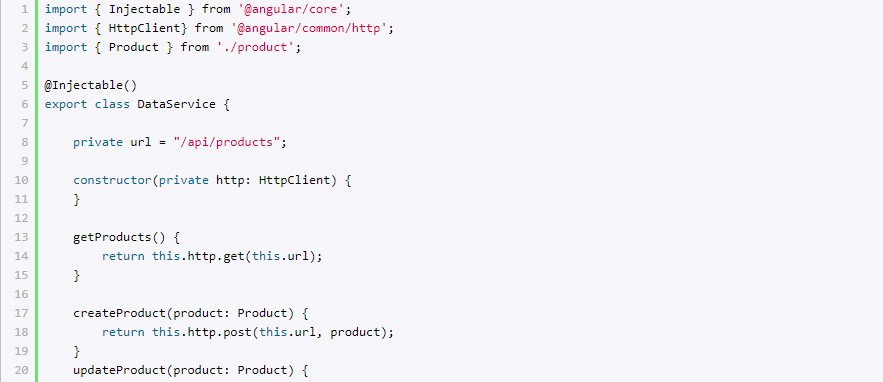 1 import { Injectable } from '@angular/core';
2 import { HttpClient} from '@angular/common/http';
3 import { Product } from './product';
4
5 @Injectable()
6 export class DataService {
7
8     private url = "/api/products";
9
10     constructor(private http: HttpClient) {
11     }
12
13     getProducts() {
14         return this.http.get(this.url);
15     }
16
17     createProduct(product: Product) {
18         return this.http.post(this.url, product);
19     }
20     updateProduct(product: Product) {